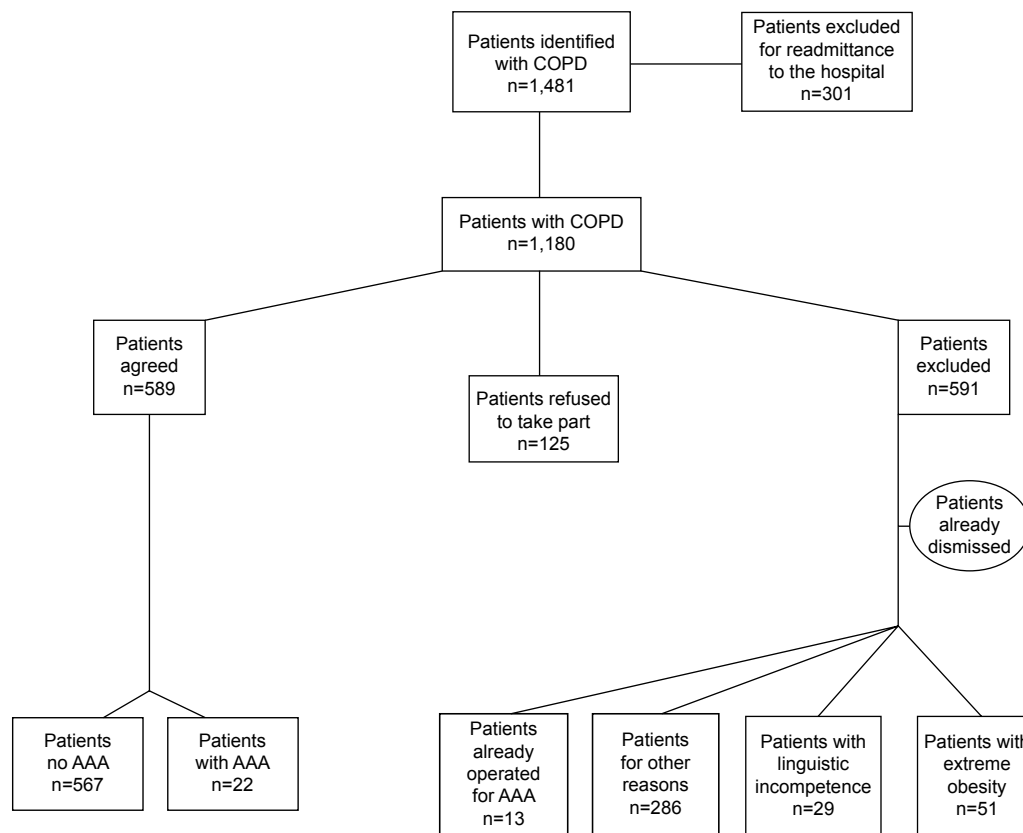 Patients identified
with COPD
n=1,481
Patients excluded
for readmittance
to the hospital
n=301
Patients with COPD
n=1,180
Patients
agreed
n=589
Patients refused
to take part
n=125
Patients
excluded
n=591
Patients
already
dismissed
Patients
no AAA
n=567
Patients
with AAA
n=22
Patients
already
operated
for AAA
n=13
Patients
for other
reasons
n=286
Patients with
linguistic
incompetence
n=29
Patients with
extreme
obesity
n=51